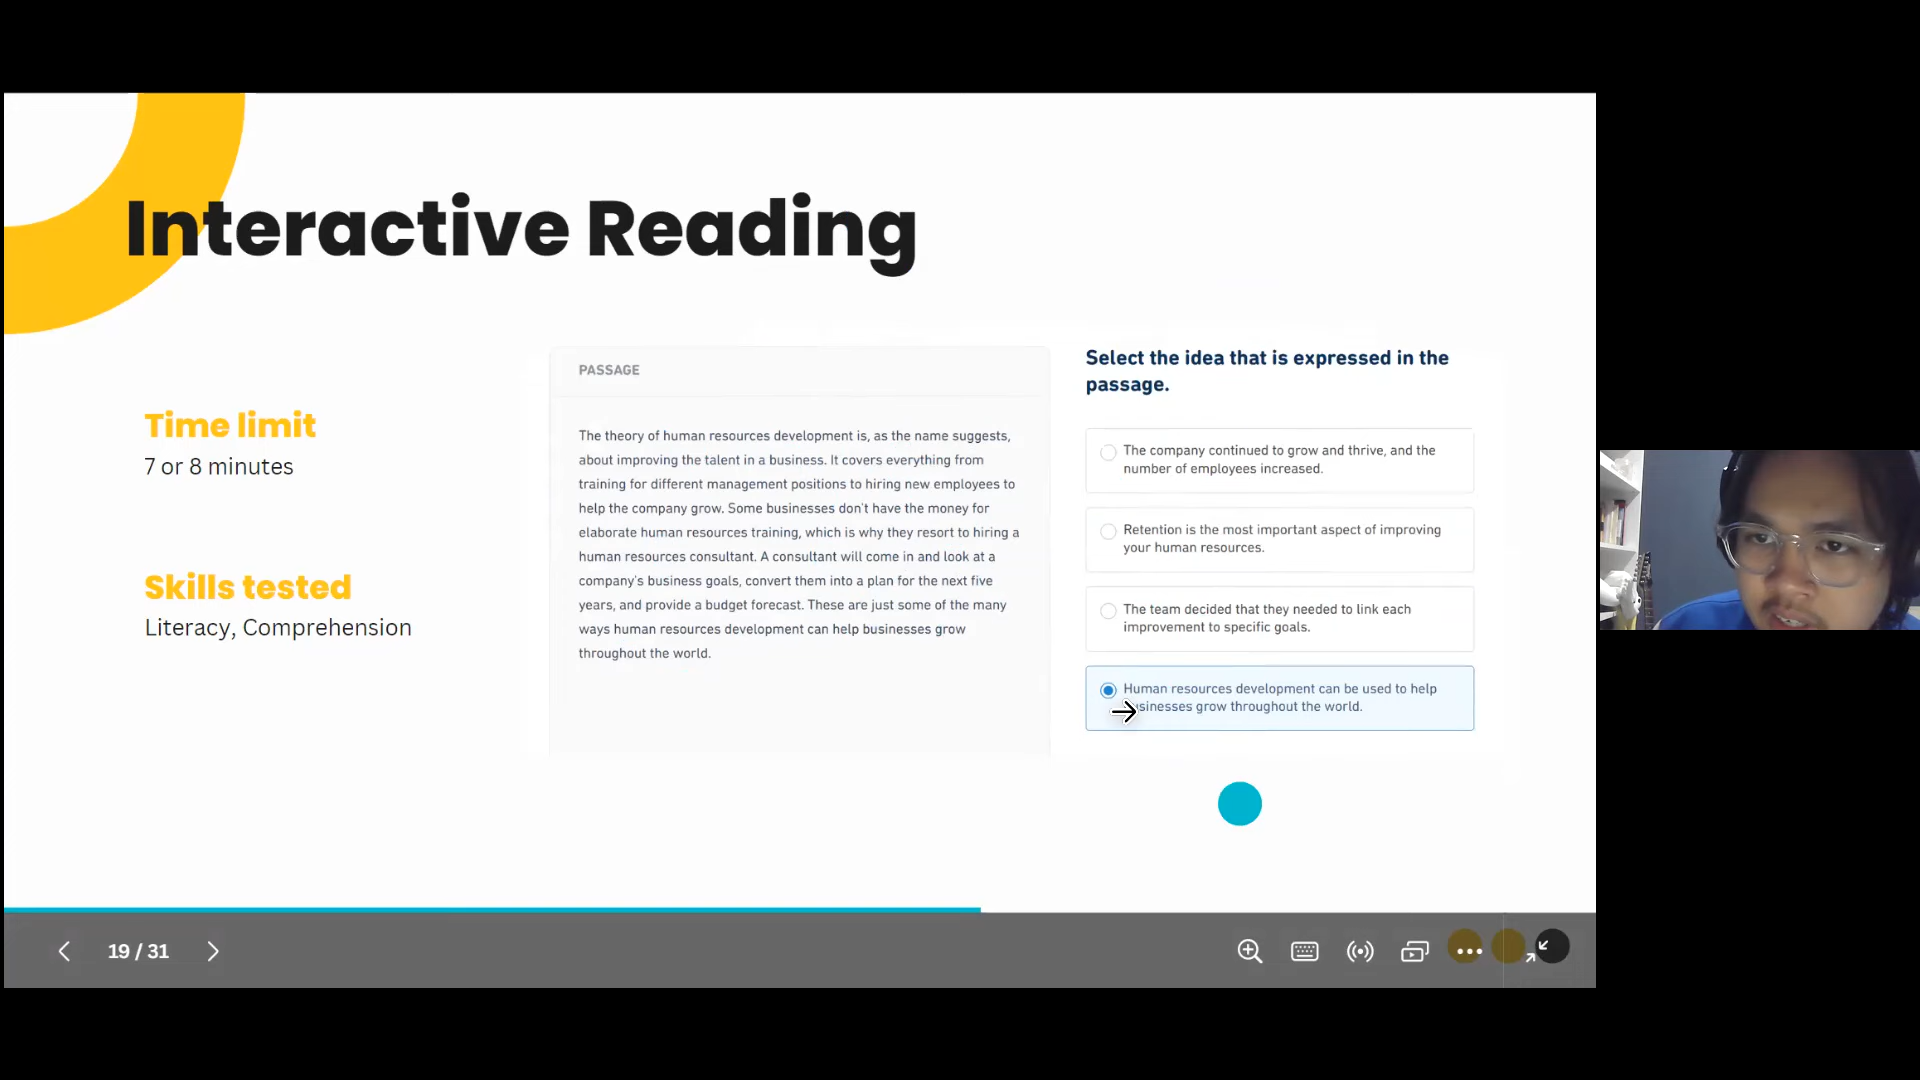 Interactive Reading
Time limit
7 or 8 minutes
Skills tested
Literacy, Comprehension
PASSAGE
The theory of human resources development is, as the name suggests,
about improving the talent in a business. It covers everything from
training for different management positions to hiring new employees to
help the company grow. Some businesses don't have the money for
elaborate human resources training, which is why they resort to hiring a
human resources consultant. A consultant will come in and look at a
company's business goals, convert them into a plan for the next five
years, and provide a budget forecast. These are just some of the many
ways human resources development can help businesses grow
throughout the world.
Select the idea that is expressed in the
passage.
The company continued to grow and thrive, and the
number of employees increased.
Retention is the most important aspect of improving
your human resources.
The team decided that they needed to link each
improvement to specific goals.
Human resources development can be used to help
businesses grow throughout the world.
19 / 31